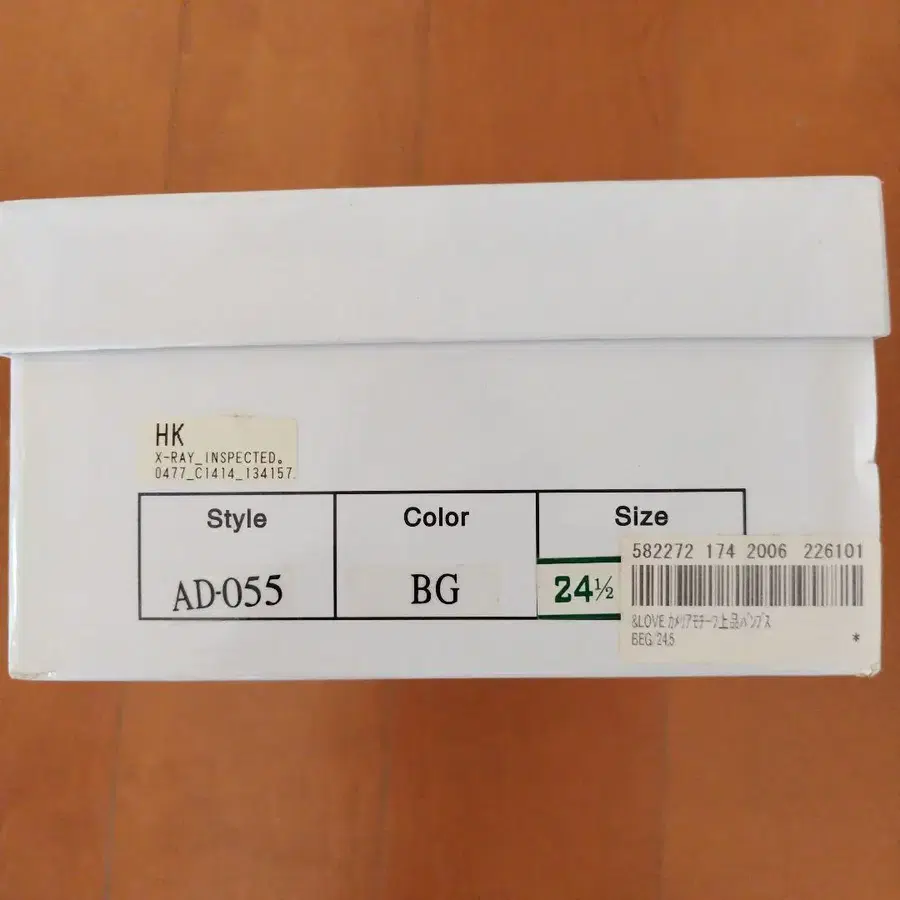 HK
X-RAY_INSPECTED。
0477_C1414_134157.
Style Color Size
AD-055 BG 24½
582272 174 2006 226101
&LOVE.カメリアモチーフ上品パンプス
BEG/24.5 *